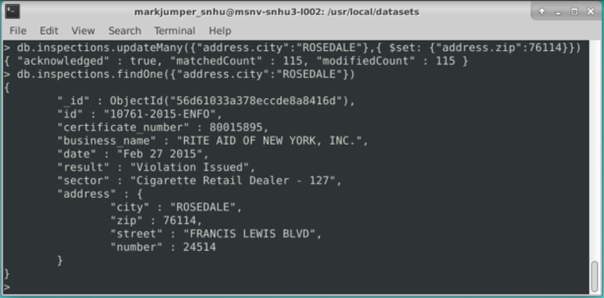 markjumper_snhu@msnv-snhu3-l002: /usr/local/datasets
File Edit View Search Terminal Help
> db.inspections.updateMany({"address.city":"ROSEDALE"},{ $set: {"address.zip":76114}})
{ "acknowledged" : true, "matchedCount" : 115, "modifiedCount" : 115 }
> db.inspections.findOne({"address.city":"ROSEDALE"})
{
        "_id" : ObjectId("56d61033a378eccde8a8416d"),
        "id" : "10761-2015-ENFO",
        "certificate_number" : 80015895,
        "business_name" : "RITE AID OF NEW YORK, INC.",
        "date" : "Feb 27 2015",
        "result" : "Violation Issued",
        "sector" : "Cigarette Retail Dealer - 127",
        "address" : {
                "city" : "ROSEDALE",
                "zip" : 76114,
                "street" : "FRANCIS LEWIS BLVD",
                "number" : 24514
        }
}
>